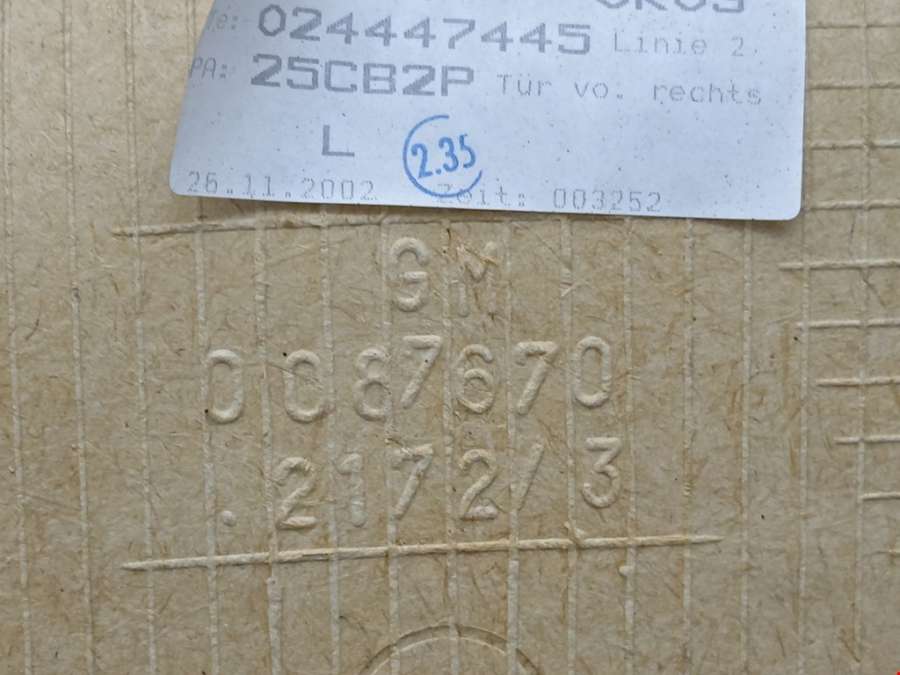 024447445 Linie 2
PA: 25CB2P Tür vo. rechts
L 2.35
26.11.2002 Zeit: 003252
GM
0087670
.2172/3